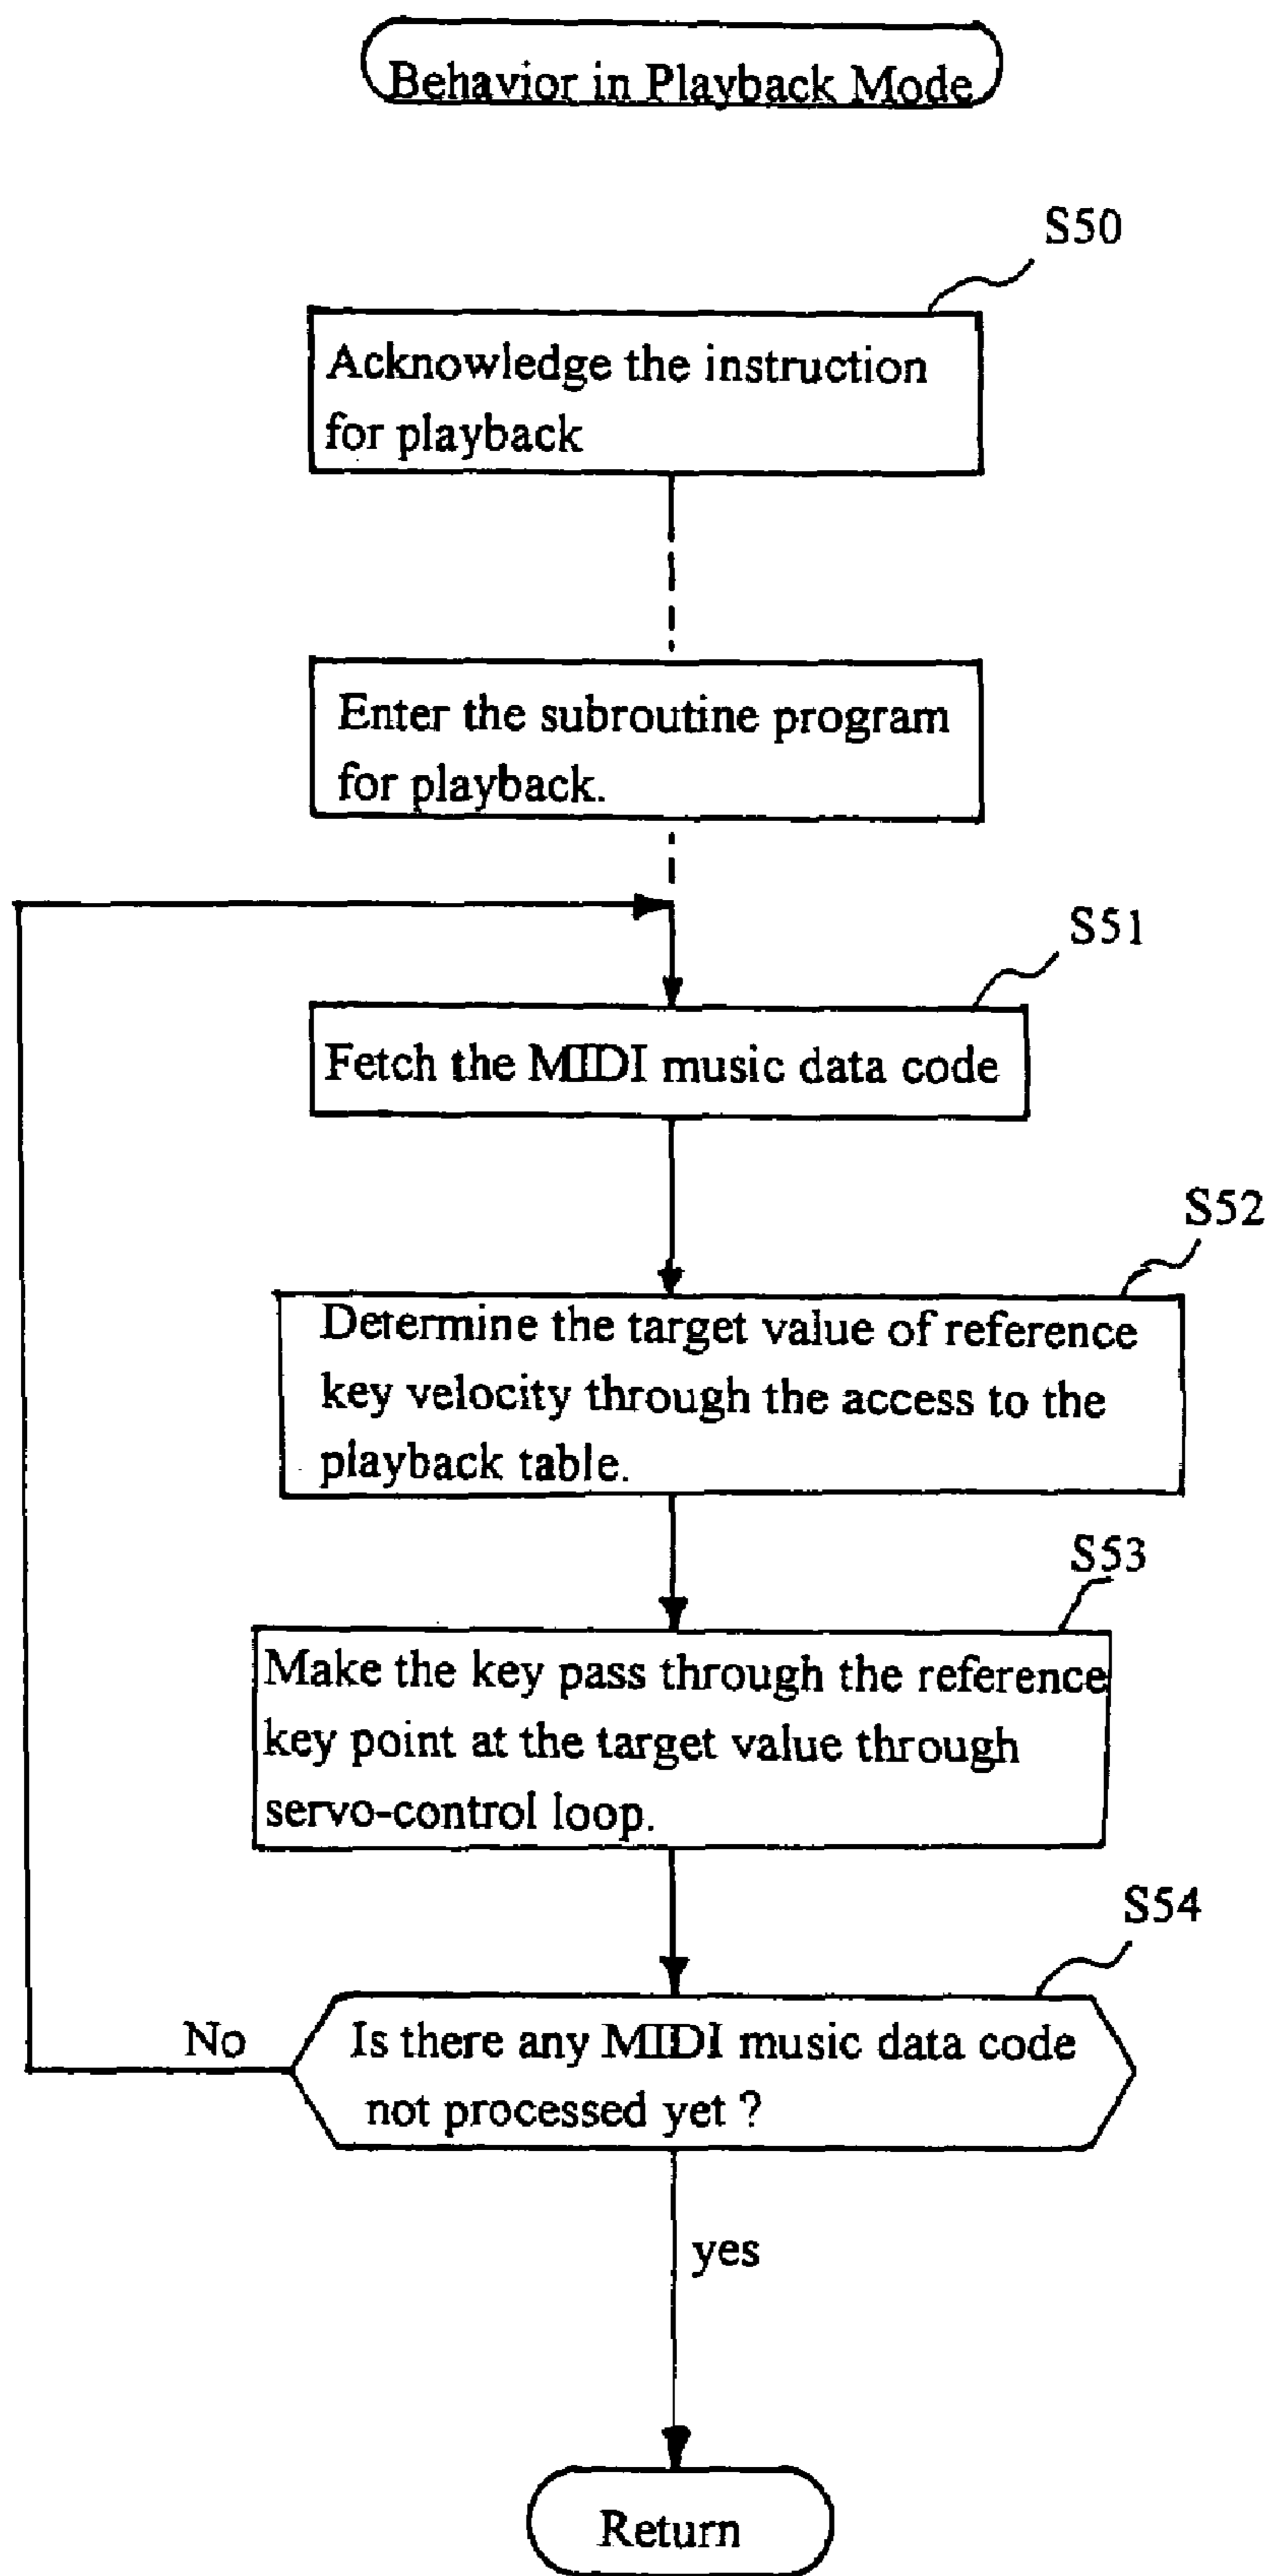 Behavior in Playback Mode
S50
Acknowledge the instruction
for playback
Enter the subroutine program
for playback.
S51
Fetch the MIDI music data code
S52
Determine the target value of reference
key velocity through the access to the
playback table.
S53
Make the key pass through the reference
key point at the target value through
servo-control loop.
S54
No
Is there any MIDI music data code
not processed yet ?
yes
Return